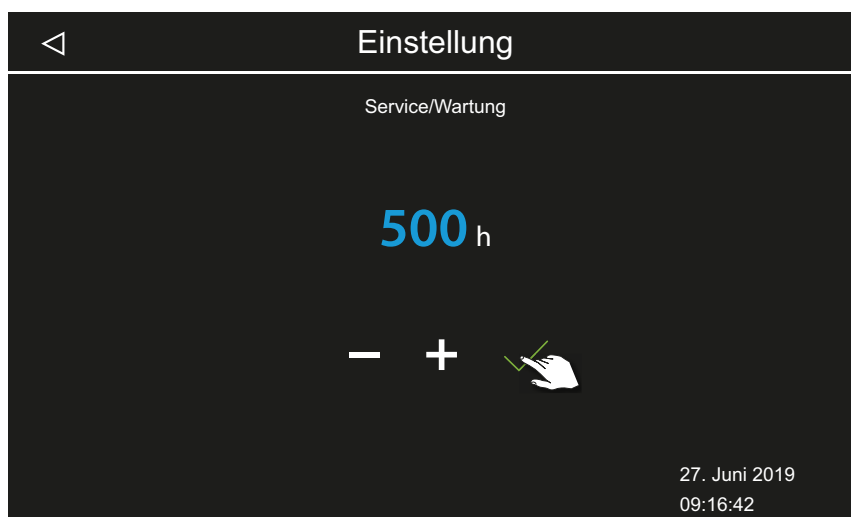 Einstellung
Service/Wartung
500 h
27. Juni 2019
09:16:42